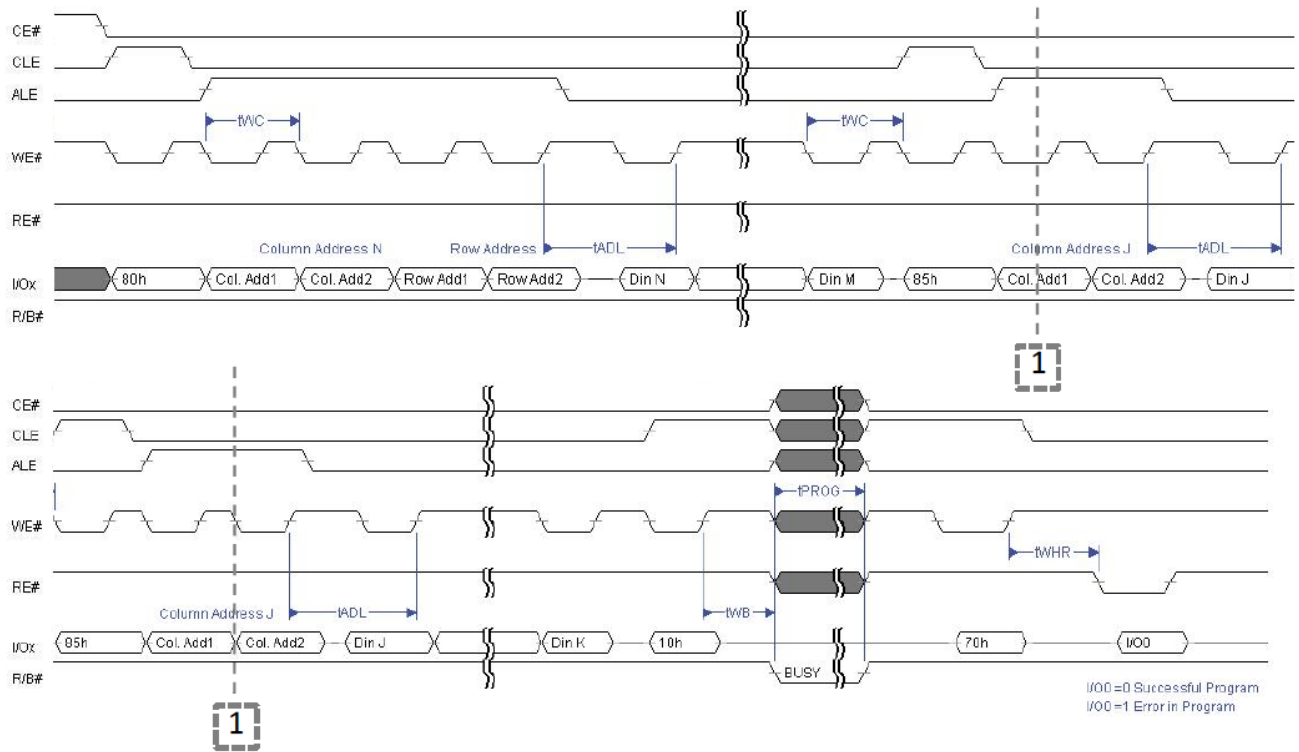 CE#
CLE
ALE
tWC tWC
WE#
RE#
Column Address N Row Address tADL Column Address J tADL
I/Ox 80h Col. Add1 Col. Add2 Row Add1 Row Add2 Din N Din M 85h Col. Add1 Col. Add2 Din J
R/B#
1
CE#
CLE
ALE
tPROG
WE#
tWHR
RE#
Column Address J tADL tWB
I/Ox 85h Col. Add1 Col. Add2 Din J Din K 10h 70h I/O0
R/B# BUSY
I/O0=0 Successful Program
I/O0=1 Error in Program
1